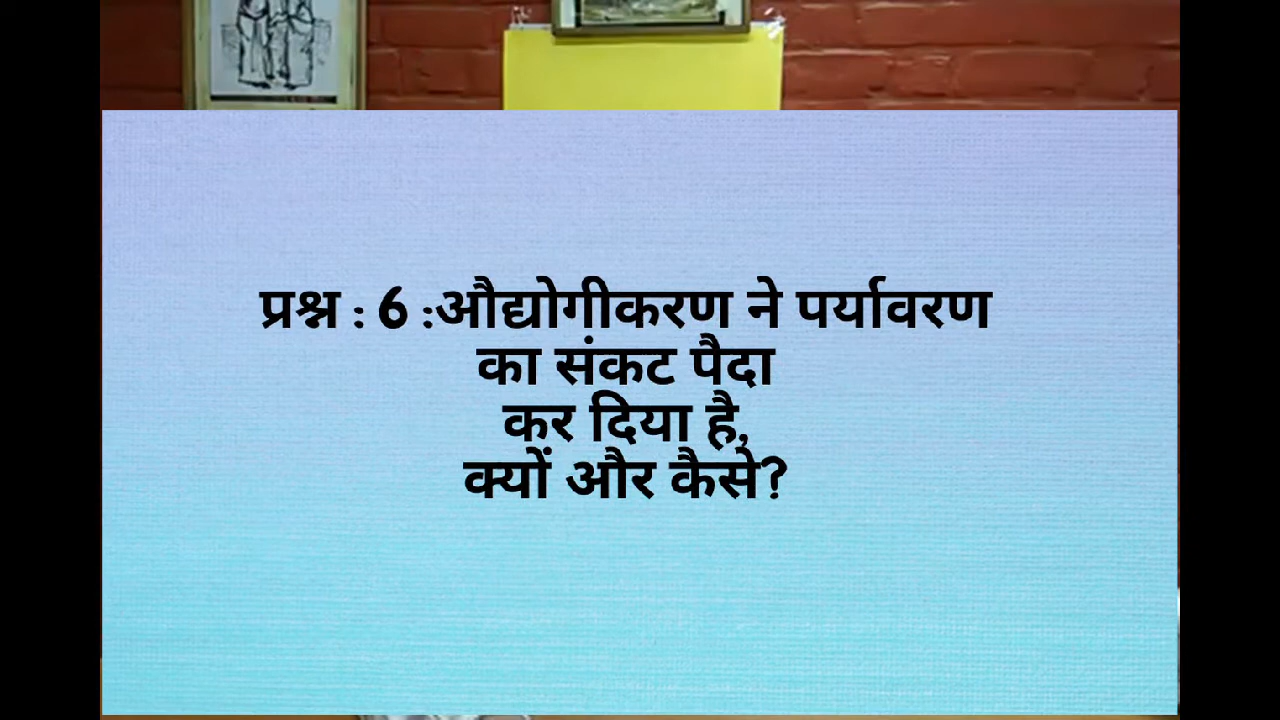 प्रश्न : 6 :औद्योगीकरण ने पर्यावरण
का संकट पैदा
कर दिया है,
क्यों और कैसे?